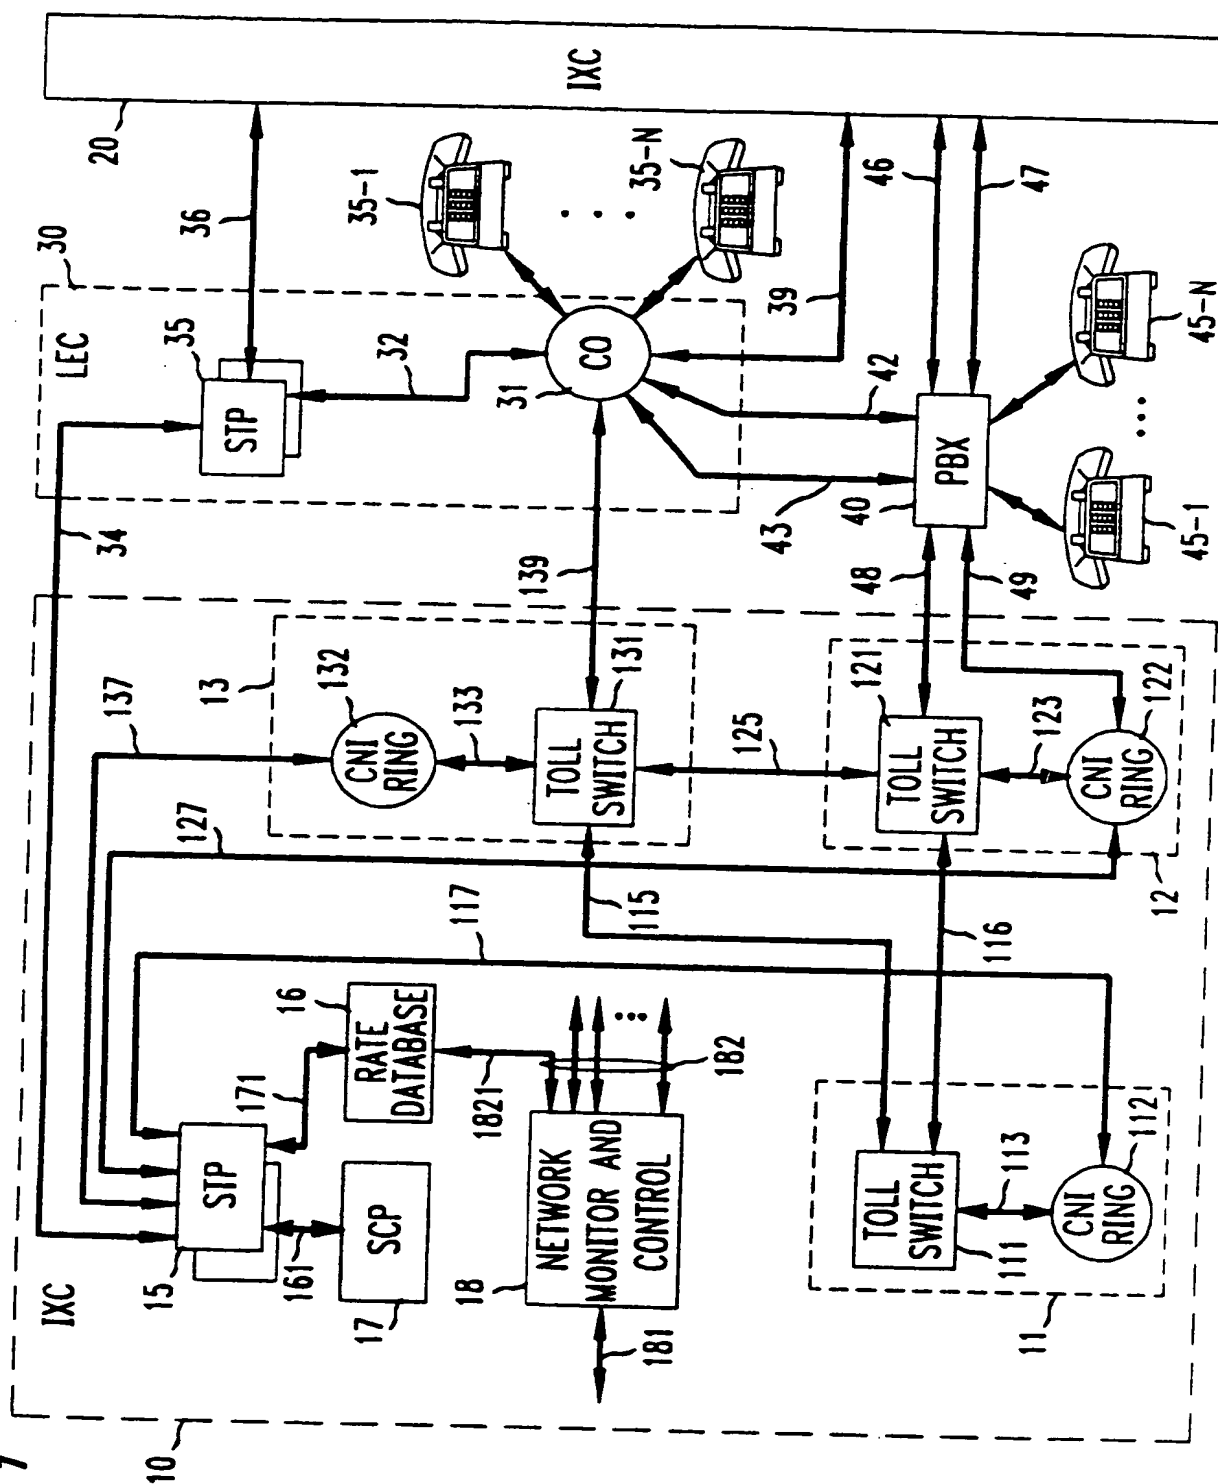 7
10
IXC
15
STP
161
SCP
17
171
16
RATE
DATABASE
1821
18
NETWORK
MONITOR AND
CONTROL
181
182
117
127
137
34
13
132
CNI
RING
133
TOLL
SWITCH
131
139
115
125
116
11
TOLL
SWITCH
111
113
CNI
RING
112
12
121
TOLL
SWITCH
123
CNI
RING
122
48
49
30
LEC
35
STP
32
36
31
CO
35-1
35-N
39
43
42
40
PBX
45-1
45-N
46
47
20
IXC